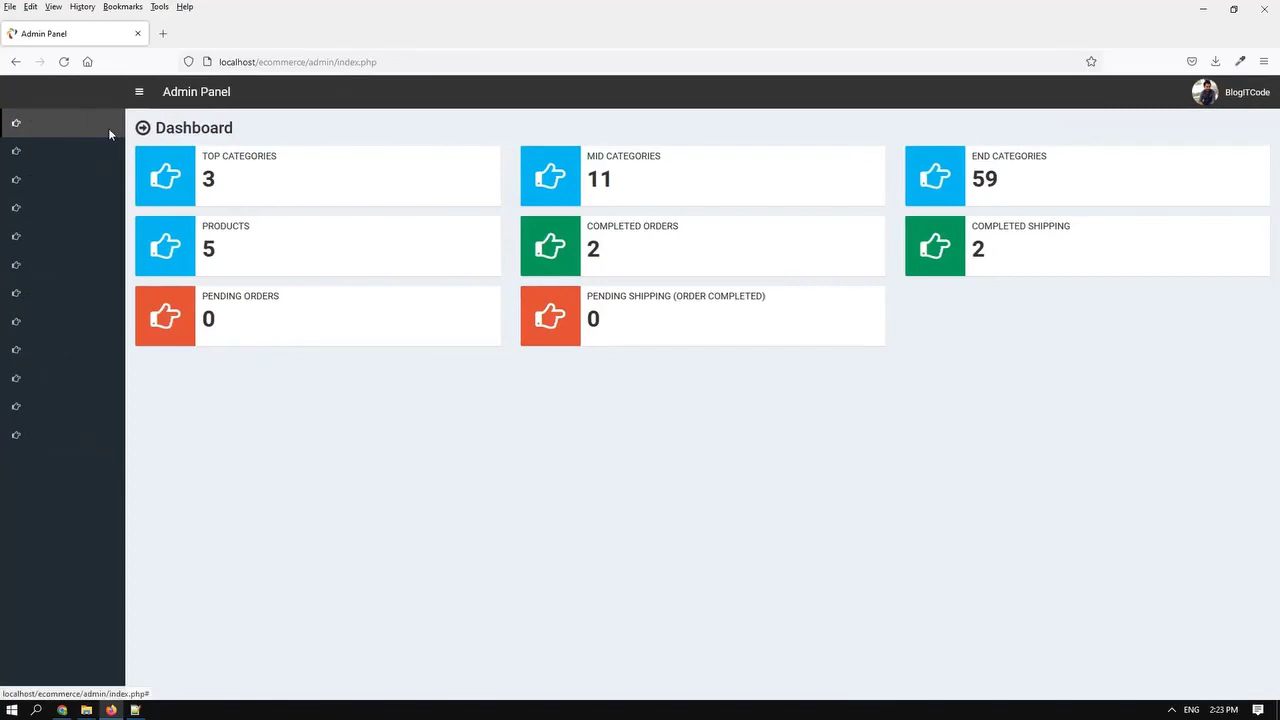 File Edit View History Bookmarks Tools Help
Admin Panel
localhost/ecommerce/admin/index.php
Admin Panel
BlogITCode
Dashboard
TOP CATEGORIES
3
MID CATEGORIES
11
END CATEGORIES
59
PRODUCTS
5
COMPLETED ORDERS
2
COMPLETED SHIPPING
2
PENDING ORDERS
0
PENDING SHIPPING (ORDER COMPLETED)
0
localhost/ecommerce/admin/index.php#
ENG 2:23 PM